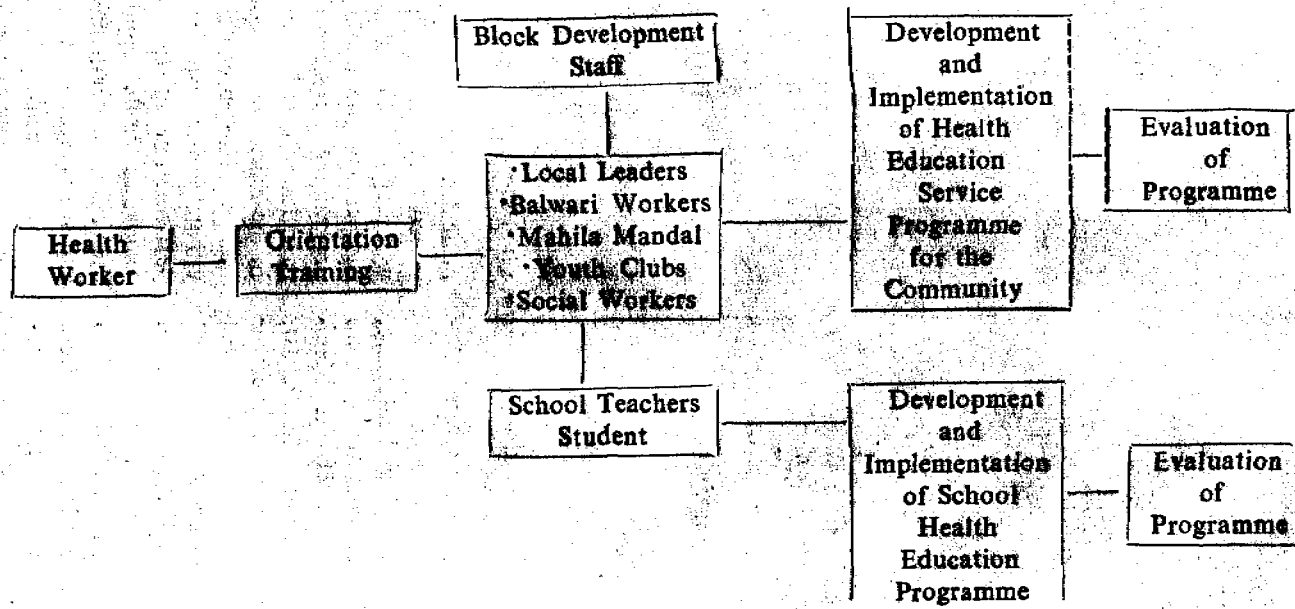 Block Development
Staff
Development
and
Implementation
of Health
Education
Service
Programme
for the
Community
Evaluation
of
Programme
•Local Leaders
•Balwari Workers
•Mahila Mandal
•Youth Clubs
•Social Workers
Health
Worker
Orientation
Training
School Teachers
Student
Development
and
Implementation
of School
Health
Education
Programme
Evaluation
of
Programme